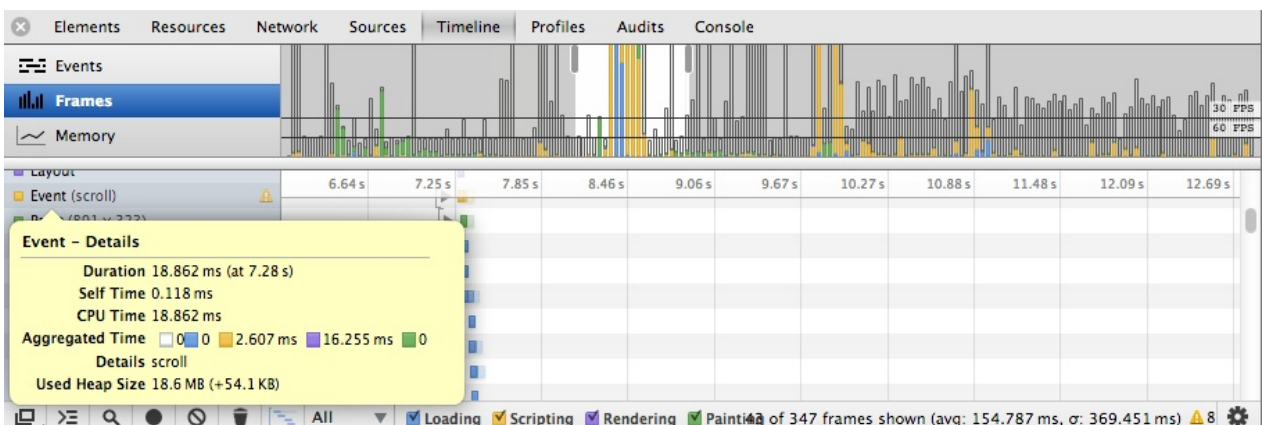 Elements Resources Network Sources Timeline Profiles Audits Console
Events
Frames
Memory
30 FPS
60 FPS
Layout
6.64 s 7.25 s 7.85 s 8.46 s 9.06 s 9.67 s 10.27 s 10.88 s 11.48 s 12.09 s 12.69 s
Event (scroll)
Event – Details
Duration 18.862 ms (at 7.28 s)
Self Time 0.118 ms
CPU Time 18.862 ms
Aggregated Time 0 0 2.607 ms 16.255 ms 0
Details scroll
Used Heap Size 18.6 MB (+54.1 KB)
All Loading Scripting Rendering Painting 43 of 347 frames shown (avg: 154.787 ms, σ: 369.451 ms) 8